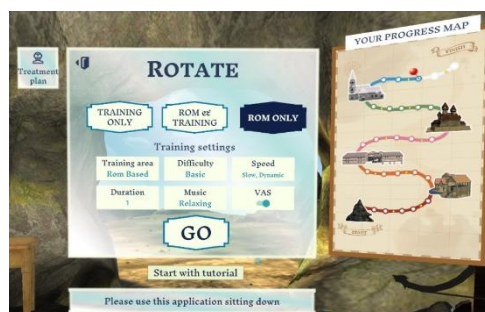 Treatment
plan
ROTATE
TRAINING
ONLY
ROM &
TRAINING
ROM ONLY
Training settings
Training area
Rom Based
Difficulty
Basic
Speed
Slow, Dynamic
Duration
1
Music
Relaxing
VAS
GO
Start with tutorial
Please use this application sitting down
YOUR PROGRESS MAP